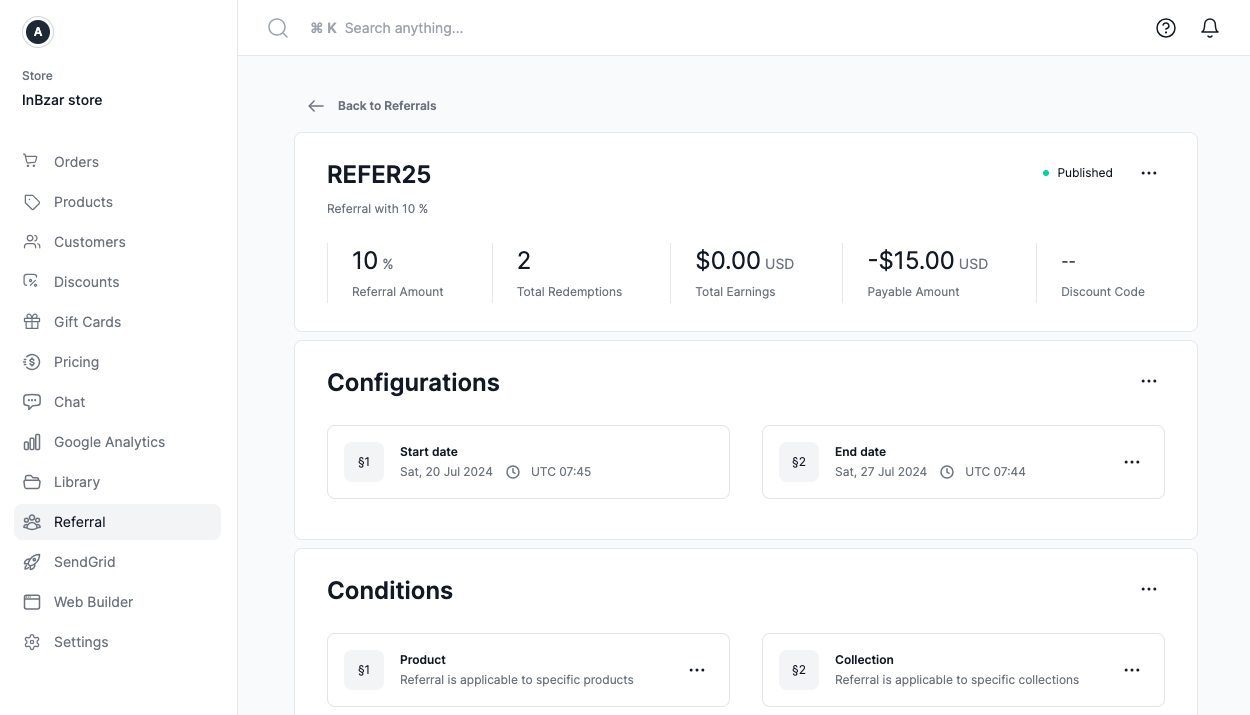 A
Store
InBzar store
Orders
Products
Customers
Discounts
Gift Cards
Pricing
Chat
Google Analytics
Library
Referral
SendGrid
Web Builder
Settings
⌘ K Search anything...
Back to Referrals
REFER25
Published
Referral with 10 %
10 %
Referral Amount
2
Total Redemptions
$0.00 USD
Total Earnings
-$15.00 USD
Payable Amount
--
Discount Code
Configurations
§1
Start date
Sat, 20 Jul 2024 UTC 07:45
§2
End date
Sat, 27 Jul 2024 UTC 07:44
Conditions
§1
Product
Referral is applicable to specific products
§2
Collection
Referral is applicable to specific collections